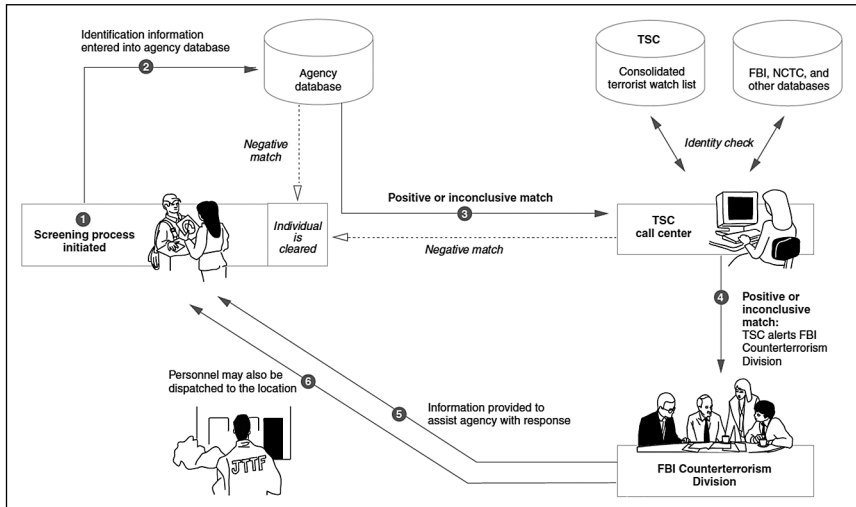 Identification information
entered into agency database
2
Agency
database
TSC
Consolidated
terrorist watch list
FBI, NCTC, and
other databases
Negative
match
Identity check
1
Screening process
initiated
Individual
is
cleared
Positive or inconclusive match
3
Negative match
TSC
call center
4
Positive or
inconclusive
match:
TSC alerts FBI
Counterterrorism
Division
Personnel may also be
dispatched to the location
6
5
Information provided to
assist agency with response
JTTF
FBI Counterterrorism
Division